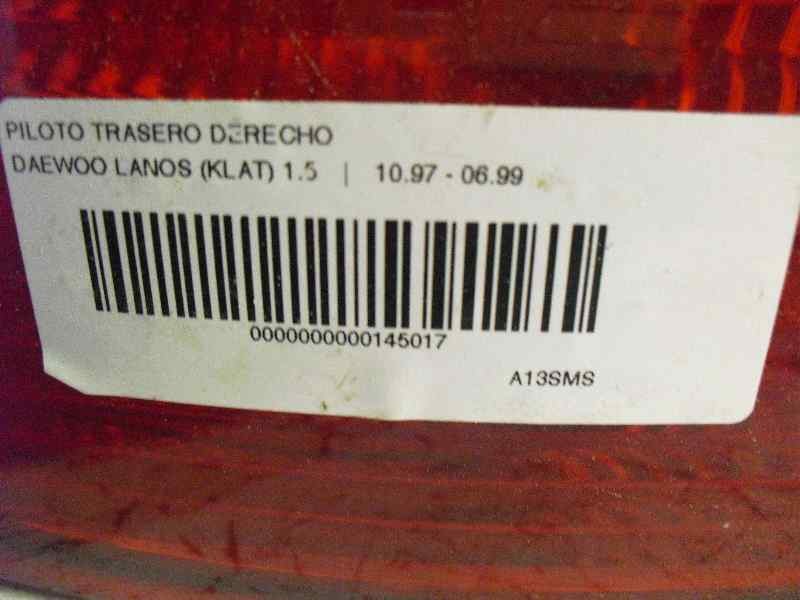 PILOTO TRASERO DERECHO
DAEWOO LANOS (KLAT) 1.5 | 10.97 - 06.99
0000000000145017
A13SMS